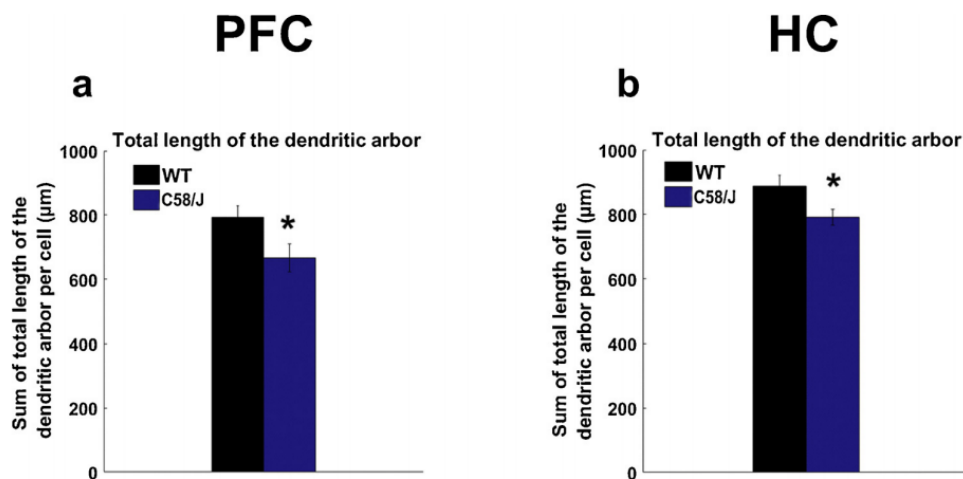 PFC
a
Total length of the dendritic arbor
Sum of total length of the
dendritic arbor per cell (µm)
1000
800
600
400
200
0
WT
C58/J
*
HC
b
Total length of the dendritic arbor
Sum of total length of the
dendritic arbor per cell (µm)
1000
800
600
400
200
0
WT
C58/J
*